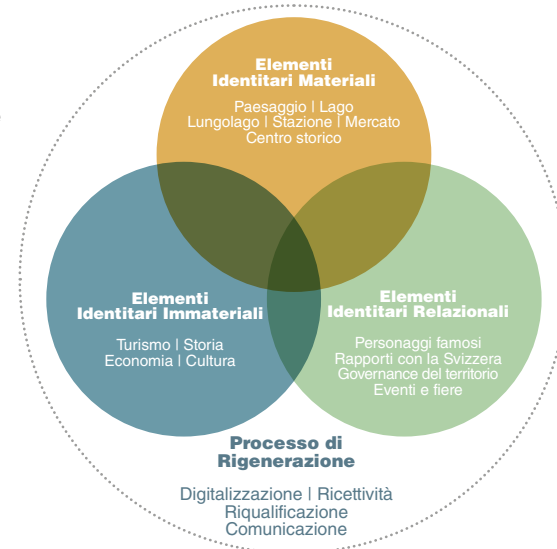 Elementi
Identitari Materiali
Paesaggio | Lago
Lungolago | Stazione | Mercato
Centro storico
Elementi
Identitari Immateriali
Turismo | Storia
Economia | Cultura
Elementi
Identitari Relazionali
Personaggi famosi
Rapporti con la Svizzera
Governance del territorio
Eventi e fiere
Processo di
Rigenerazione
Digitalizzazione | Ricettività
Riqualificazione
Comunicazione